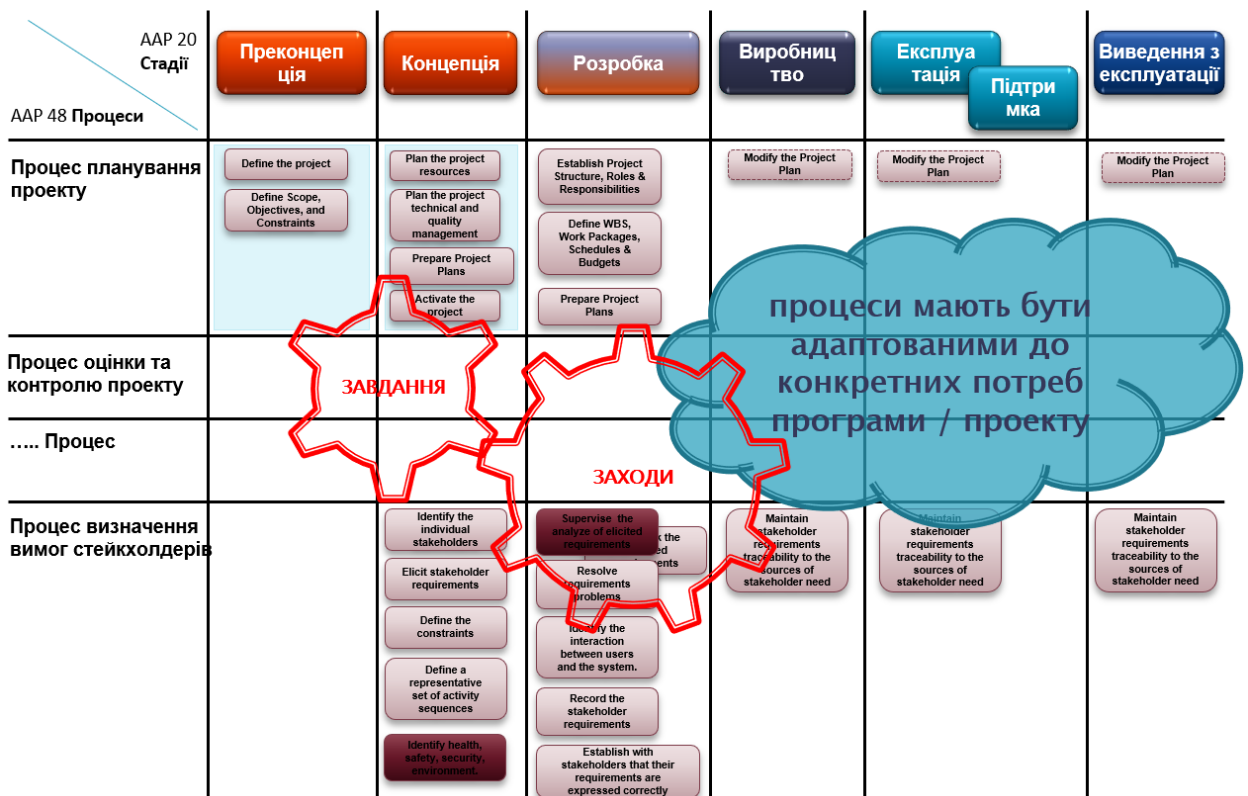 ААР 20
Стадії
ААР 48 Процеси
Преконцеп
ція
Концепція
Розробка
Виробниц
тво
Експлуа
тація
Підтри
мка
Виведення з
експлуатації
Процес планування
проекту
Define the project
Define Scope,
Objectives, and
Constraints
Plan the project
resources
Plan the project
technical and
quality
management
Prepare Project
Plans
Activate the
project
Establish Project
Structure, Roles &
Responsibilities
Define WBS,
Work Packages,
Schedules &
Budgets
Prepare Project
Plans
Modify the Project
Plan
Modify the Project
Plan
Modify the Project
Plan
процеси мають бути
адаптованими до
конкретних потреб
програми / проекту
Процес оцінки та
контролю проекту
ЗАВДАННЯ
….. Процес
ЗАХОДИ
Процес визначення
вимог стейкхолдерів
Identify the
individual
stakeholders
Elicit stakeholder
requirements
Define the
constraints
Define a
representative
set of activity
sequences
Identify health,
safety, security,
environment.
Supervise the
analyze of elicited
requirements
the
Resolve
requirements
problems
Identify the
interaction
between users
and the system.
Record the
stakeholder
requirements
Establish with
stakeholders that their
requirements are
expressed correctly
Maintain
stakeholder
requirements
traceability to the
sources of
stakeholder need
Maintain
stakeholder
requirements
traceability to the
sources of
stakeholder need
Maintain
stakeholder
requirements
traceability to the
sources of
stakeholder need